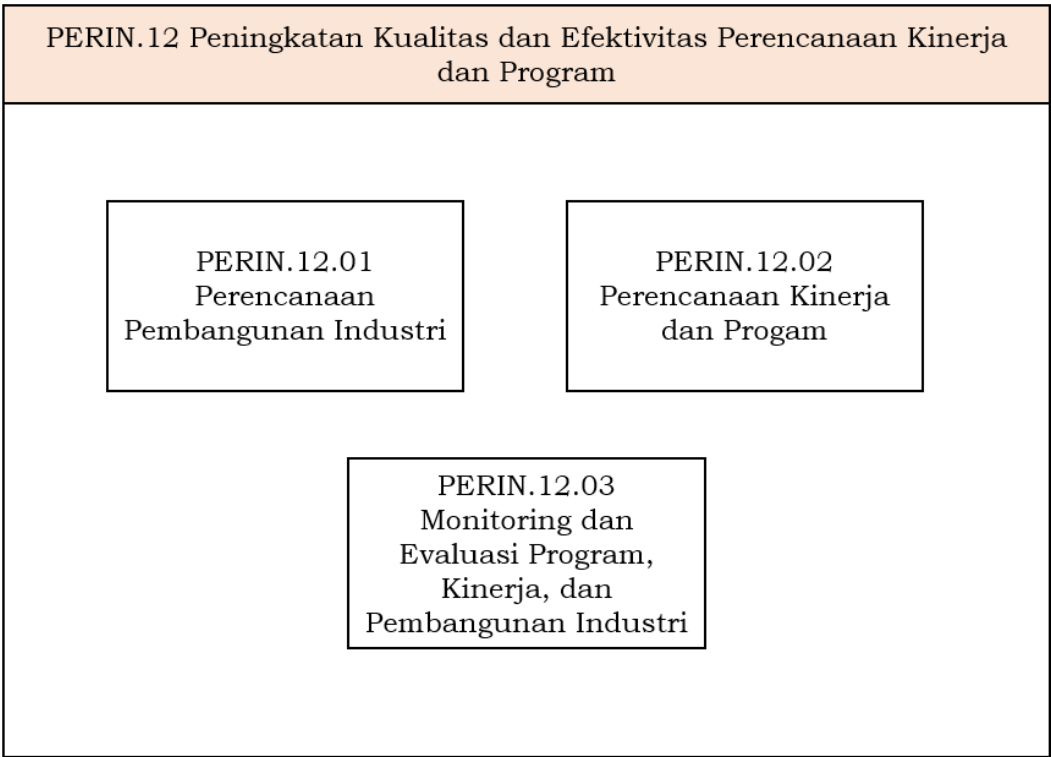 PERIN.12 Peningkatan Kualitas dan Efektivitas Perencanaan Kinerja
dan Program
PERIN.12.01
Perencanaan
Pembangunan Industri
PERIN.12.02
Perencanaan Kinerja
dan Progam
PERIN.12.03
Monitoring dan
Evaluasi Program,
Kinerja, dan
Pembangunan Industri